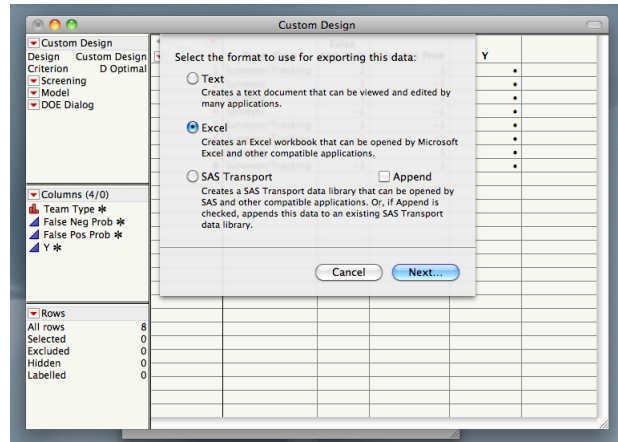 Custom Design
Custom Design
Design Custom Design
Criterion D Optimal
Screening
Model
DOE Dialog
Columns (4/0)
Team Type
False Neg Prob
False Pos Prob
Y
Rows
All rows 8
Selected 0
Excluded 0
Hidden 0
Labelled 0
Y
Select the format to use for exporting this data:
Text
Creates a text document that can be viewed and edited by
many applications.
Excel
Creates an Excel workbook that can be opened by Microsoft
Excel and other compatible applications.
SAS Transport
Append
Creates a SAS Transport data library that can be opened by
SAS and other compatible applications. Or, if Append is
checked, appends this data to an existing SAS Transport
data library.
Cancel
Next...